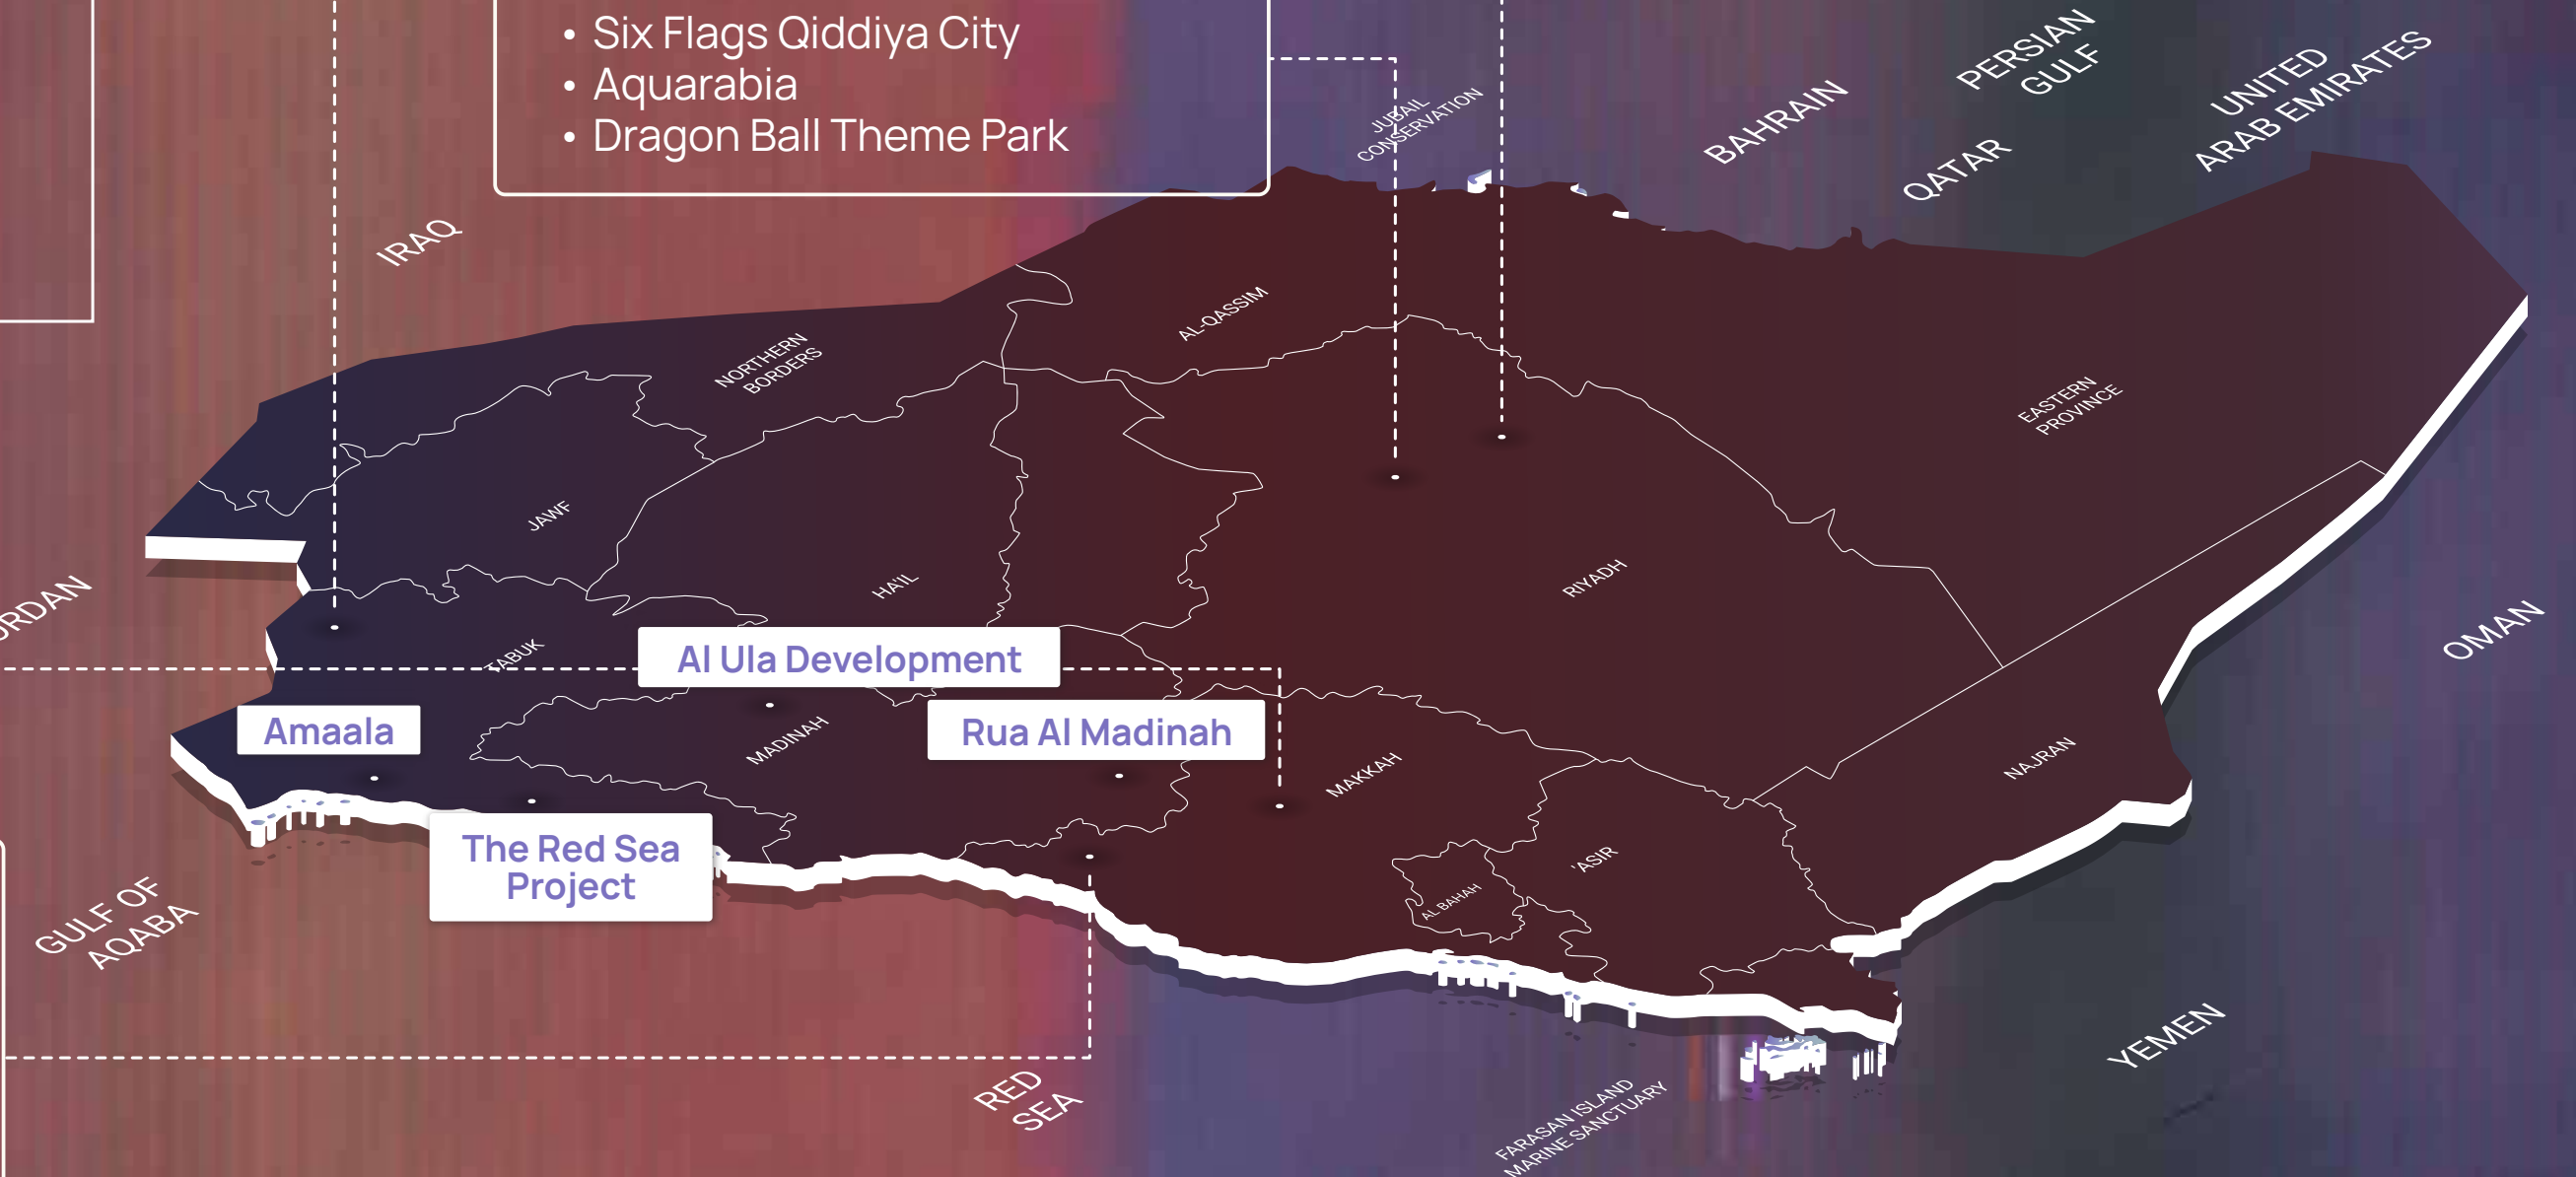 • Six Flags Qiddiya City
• Aquarabia
• Dragon Ball Theme Park
PERSIAN
GULF
UNITED
ARAB EMIRATES
JUBAIL
CONSERVATION
BAHRAIN
QATAR
IRAQ
AL-QASSIM
NORTHERN
BORDERS
EASTERN
PROVINCE
JAWF
HA'IL
RIYADH
RDAN
OMAN
TABUK
Al Ula Development
Amaala
MADINAH
Rua Al Madinah
MAKKAH
NAJRAN
The Red Sea
Project
'ASIR
AL BAHAH
GULF OF
AQABA
YEMEN
RED
SEA
FARASAN ISLAND
MARINE SANCTUARY